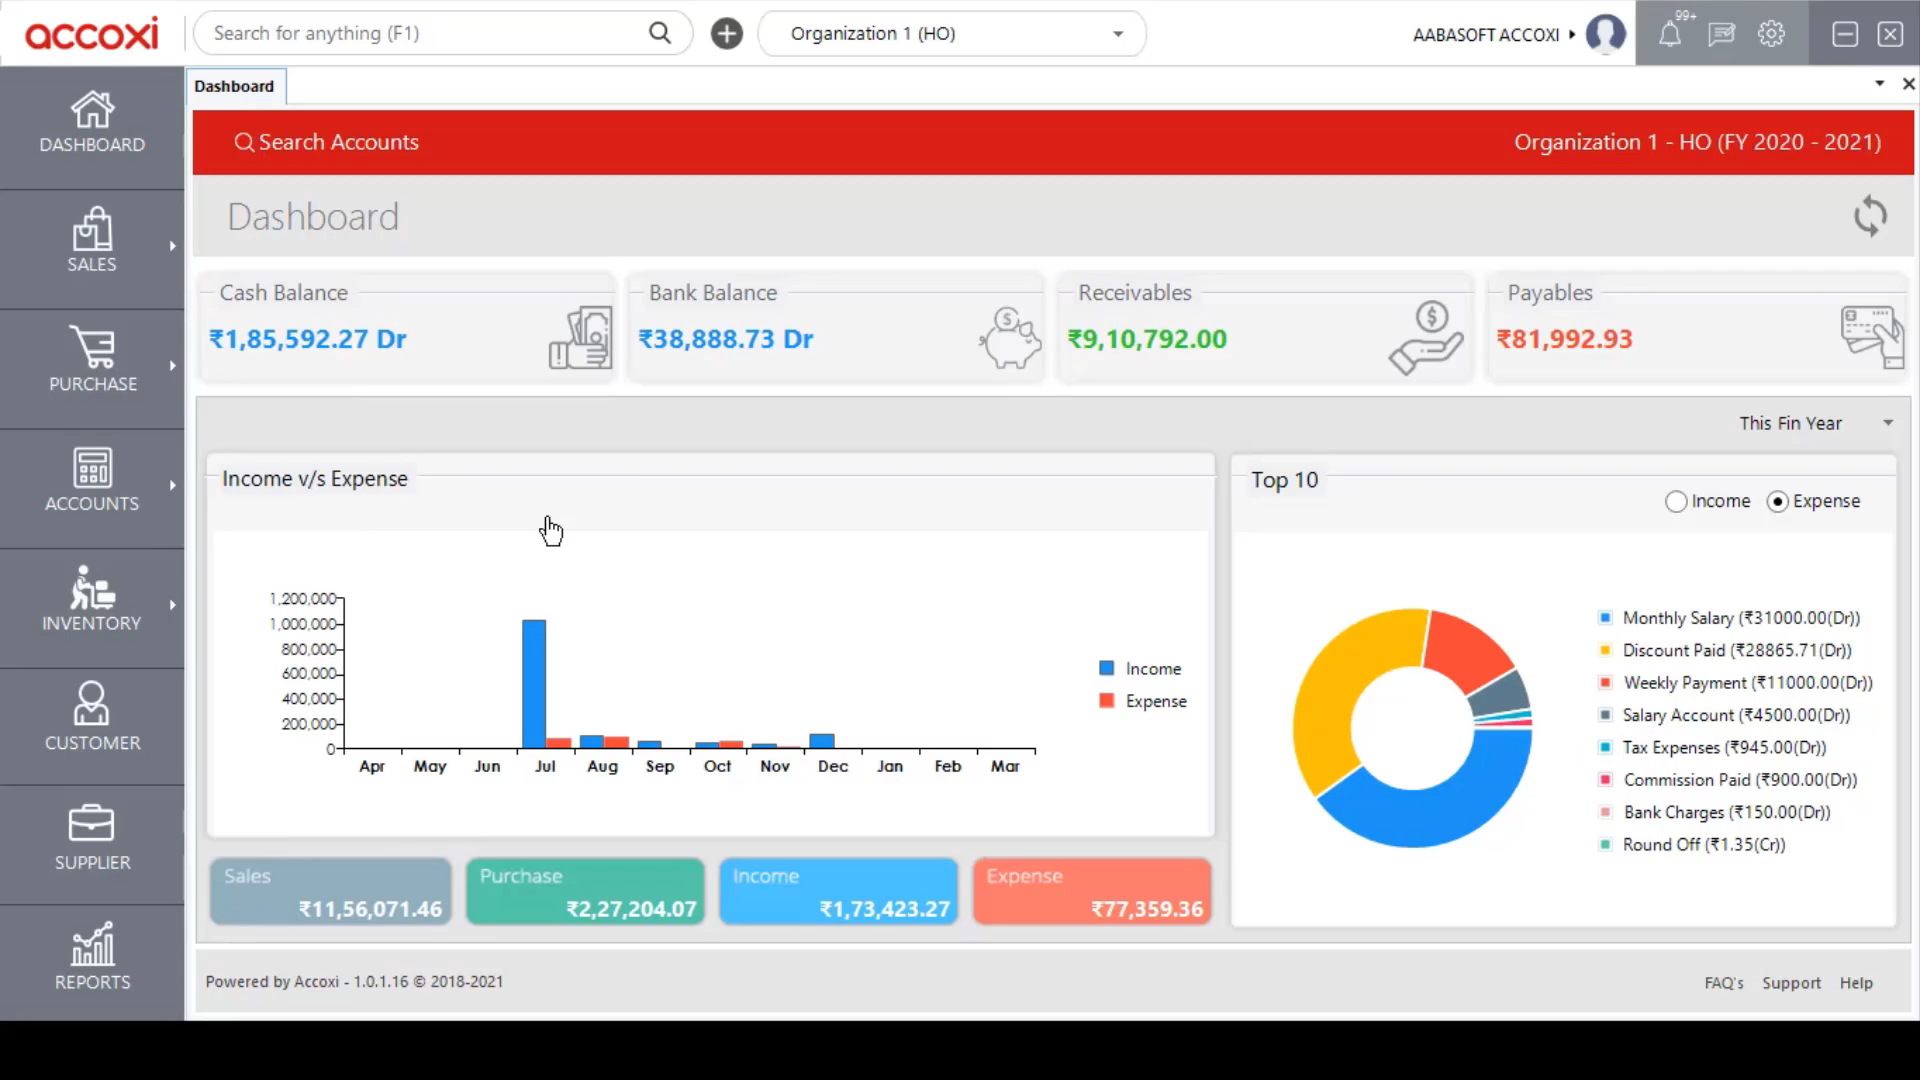 accoxi
Search for anything (F1)
Organization 1 (HO)
AABASOFT ACCOXI
99+
Dashboard
Search Accounts
Organization 1 - HO (FY 2020 - 2021)
Dashboard
DASHBOARD
SALES
PURCHASE
ACCOUNTS
INVENTORY
CUSTOMER
SUPPLIER
REPORTS
Cash Balance
₹1,85,592.27 Dr
Bank Balance
₹38,888.73 Dr
Receivables
₹9,10,792.00
Payables
₹81,992.93
This Fin Year
Income v/s Expense
1,200,000
1,000,000
800,000
600,000
400,000
200,000
0
Apr May Jun Jul Aug Sep Oct Nov Dec Jan Feb Mar
Income
Expense
Top 10
Income Expense
Monthly Salary (₹31000.00(Dr))
Discount Paid (₹28865.71(Dr))
Weekly Payment (₹11000.00(Dr))
Salary Account (₹4500.00(Dr))
Tax Expenses (₹945.00(Dr))
Commission Paid (₹900.00(Dr))
Bank Charges (₹150.00(Dr))
Round Off (₹1.35(Cr))
Sales
₹11,56,071.46
Purchase
₹2,27,204.07
Income
₹1,73,423.27
Expense
₹77,359.36
Powered by Accoxi - 1.0.1.16 © 2018-2021
FAQ's Support Help